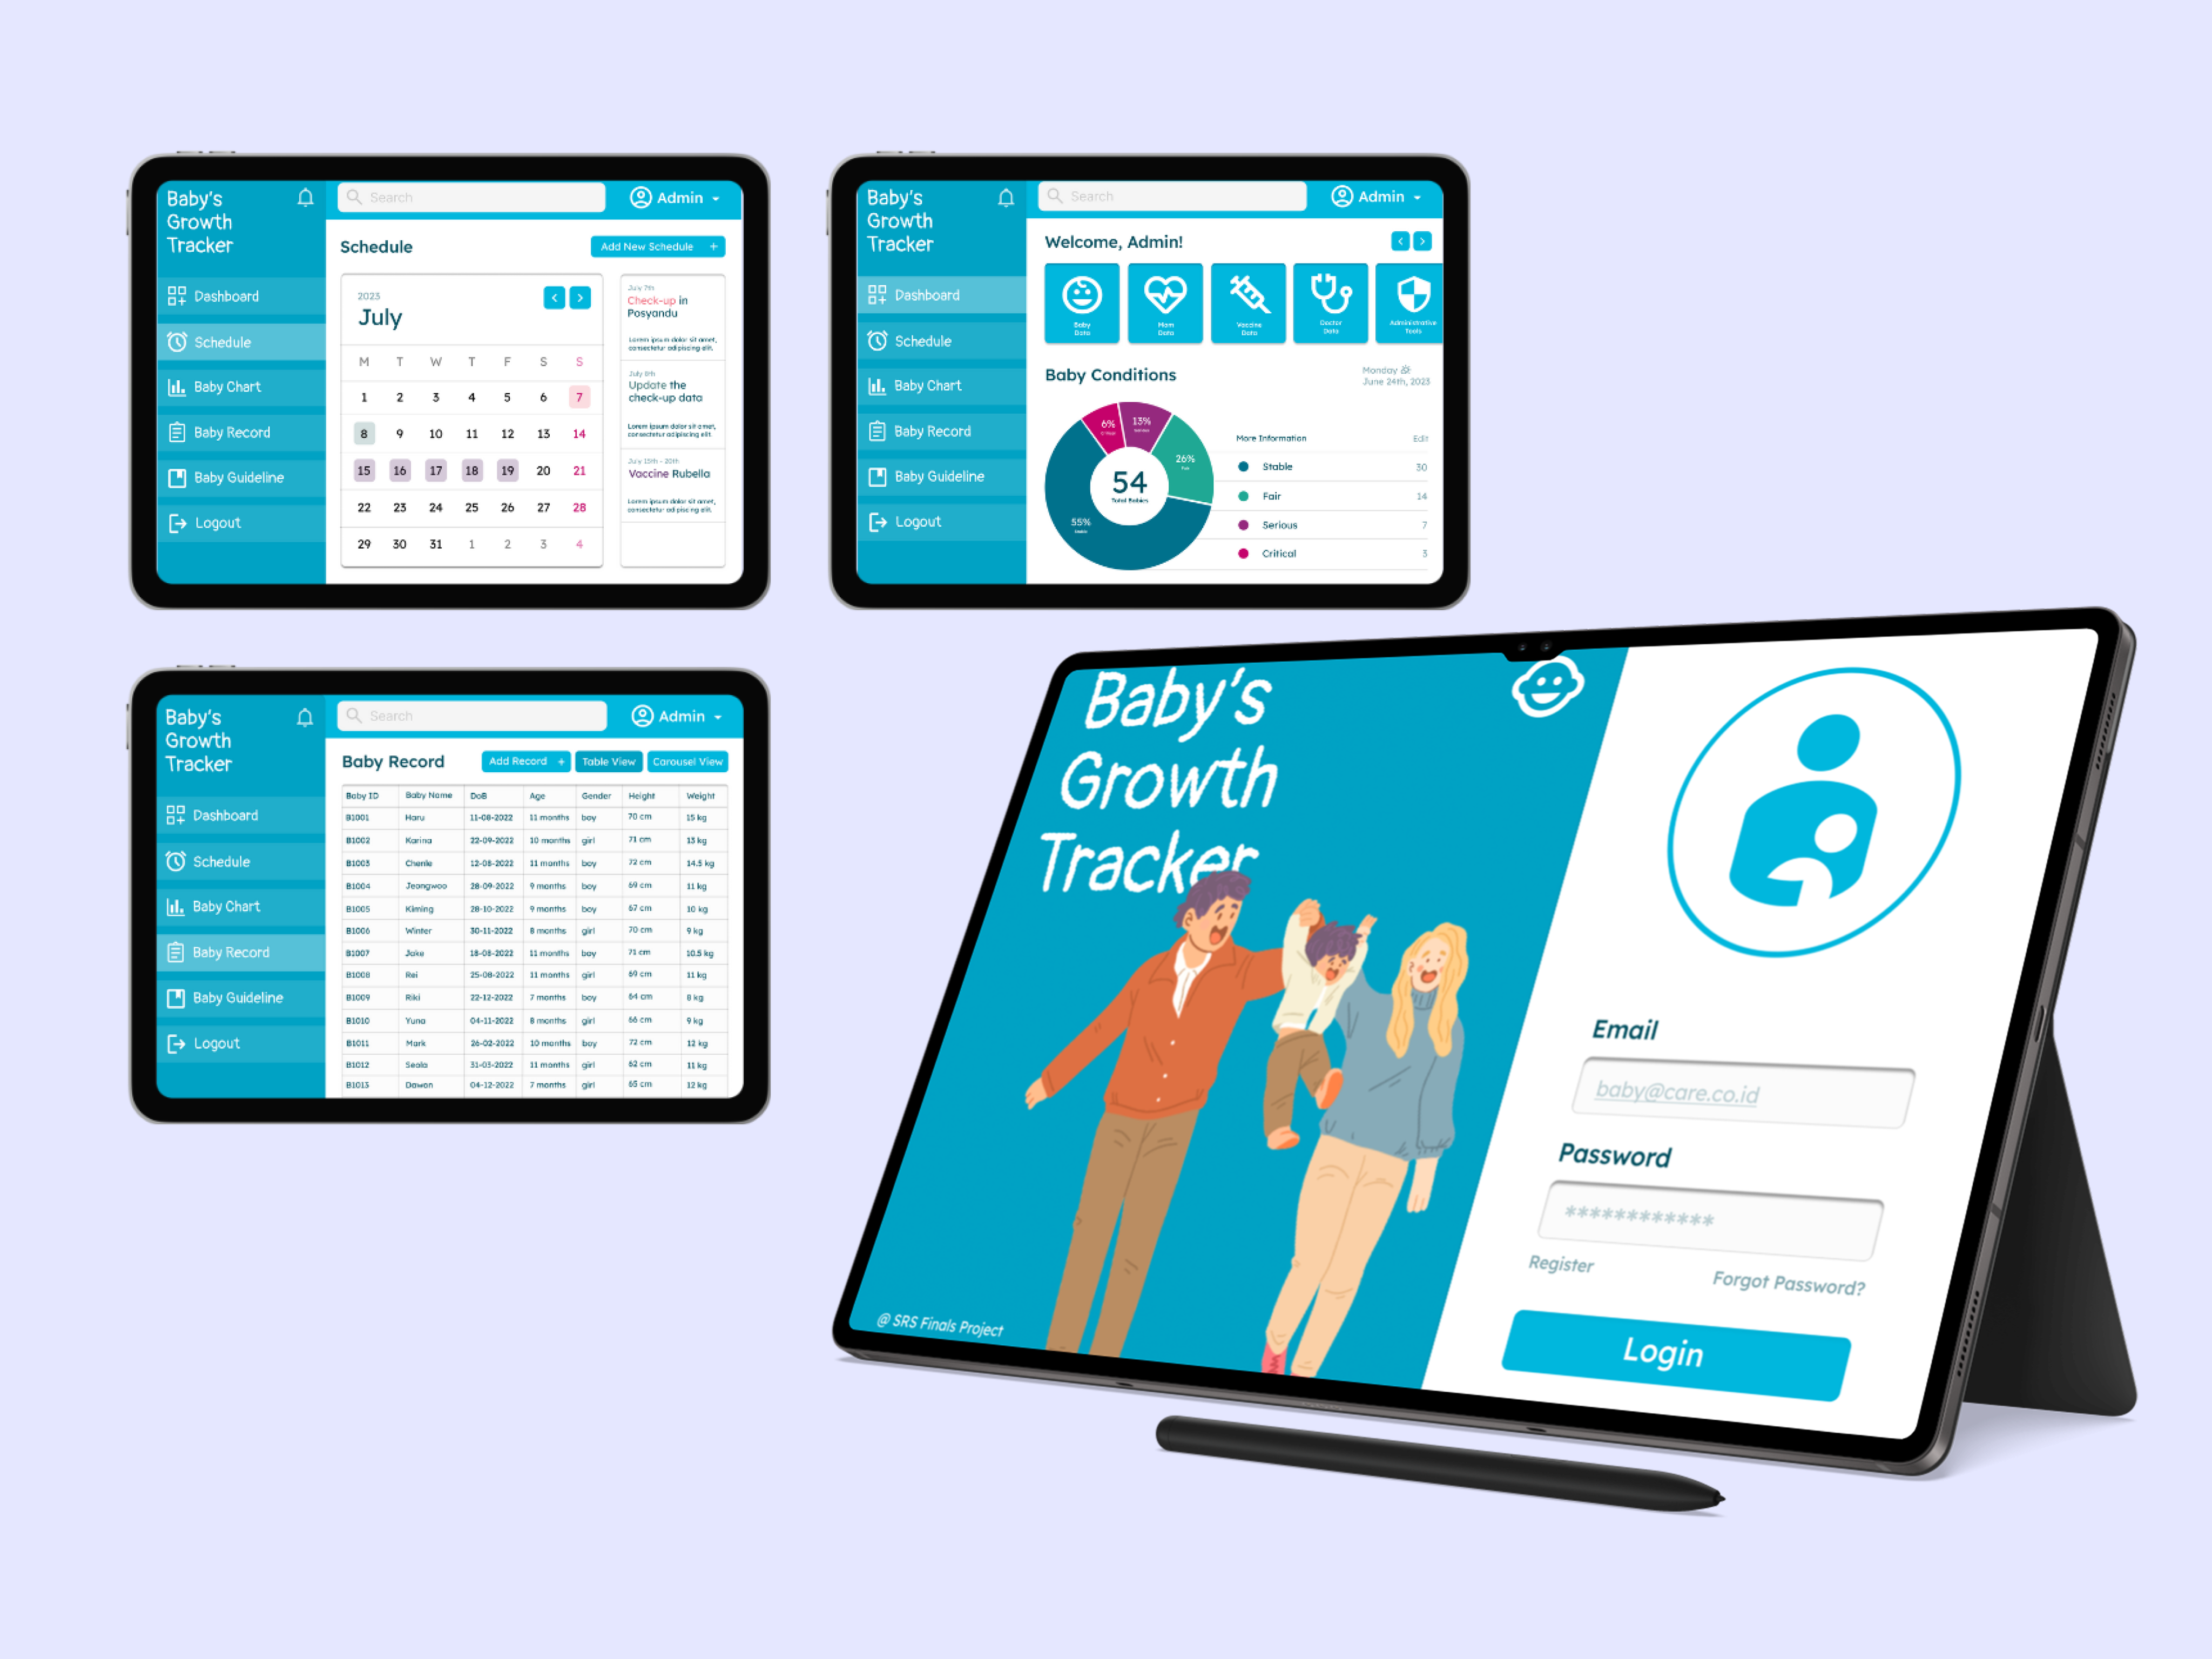 Baby's
Growth
Tracker
Dashboard
Schedule
Baby Chart
Baby Record
Baby Guideline
Logout
Search
Admin
Schedule
Add New Schedule +
2023
July
< >
M T W T F S S
1 2 3 4 5 6 7
8 9 10 11 12 13 14
15 16 17 18 19 20 21
22 23 24 25 26 27 28
29 30 31 1 2 3 4
July 7th
Check-up in
Posyandu
Lorem ipsum dolor sit amet,
consectetur adipiscing elit.
July 8th
Update the
check-up data
Lorem ipsum dolor sit amet,
consectetur adipiscing elit.
July 15th - 20th
Vaccine Rubella
Lorem ipsum dolor sit amet,
consectetur adipiscing elit.
Baby's
Growth
Tracker
Dashboard
Schedule
Baby Chart
Baby Record
Baby Guideline
Logout
Search
Admin
Welcome, Admin!
< >
Baby
Data
Mom
Data
Vaccine
Data
Doctor
Data
Administrative
Tools
Baby Conditions
Monday
June 24th, 2023
6%
13%
26%
Fair
55%
54
Total Babies
More Information Edit
Stable 30
Fair 14
Serious 7
Critical 3
Baby's
Growth
Tracker
Dashboard
Schedule
Baby Chart
Baby Record
Baby Guideline
Logout
Search
Admin
Baby Record
Add Record +
Table View
Carousel View
Baby ID Baby Name DoB Age Gender Height Weight
B1001 Haru 11-08-2022 11 months boy 70 cm 15 kg
B1002 Karina 22-09-2022 10 months girl 71 cm 13 kg
B1003 Chenle 12-08-2022 11 months boy 72 cm 14.5 kg
B1004 Jeongwoo 28-09-2022 9 months boy 69 cm 11 kg
B1005 Kiming 28-10-2022 9 months boy 67 cm 10 kg
B1006 Winter 30-11-2022 8 months girl 70 cm 9 kg
B1007 Jake 18-08-2022 11 months boy 71 cm 10.5 kg
B1008 Rei 25-08-2022 11 months girl 69 cm 11 kg
B1009 Riki 22-12-2022 7 months boy 64 cm 8 kg
B1010 Yuna 04-11-2022 8 months girl 66 cm 9 kg
B1011 Mark 26-02-2022 10 months boy 72 cm 12 kg
B1012 Seola 31-03-2022 11 months girl 62 cm 11 kg
B1013 Dawon 04-12-2022 7 months girl 65 cm 12 kg
Baby's
Growth
Tracker
@ SRS Finals Project
Email
baby@care.co.id
Password
************
Register
Forgot Password?
Login